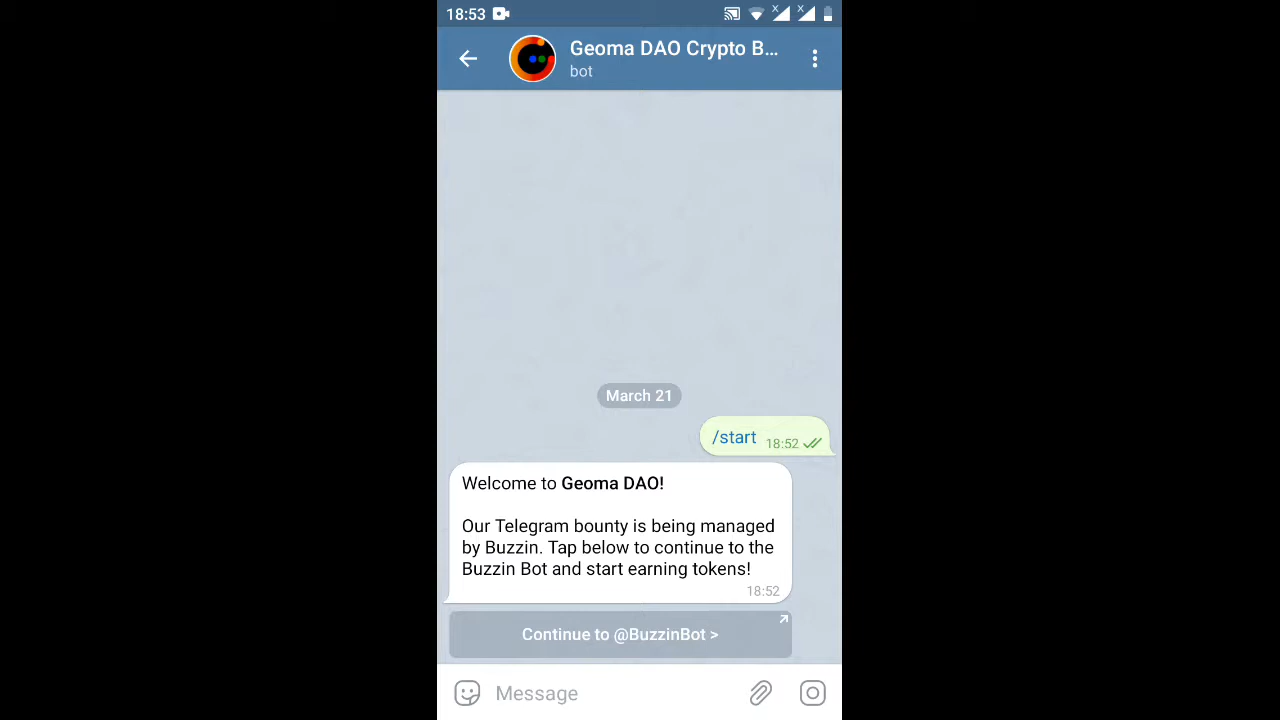 18:53
Geoma DAO Crypto B...
bot
March 21
/start 18:52
Welcome to Geoma DAO!
Our Telegram bounty is being managed
by Buzzin. Tap below to continue to the
Buzzin Bot and start earning tokens!
18:52
Continue to @BuzzinBot >
Message